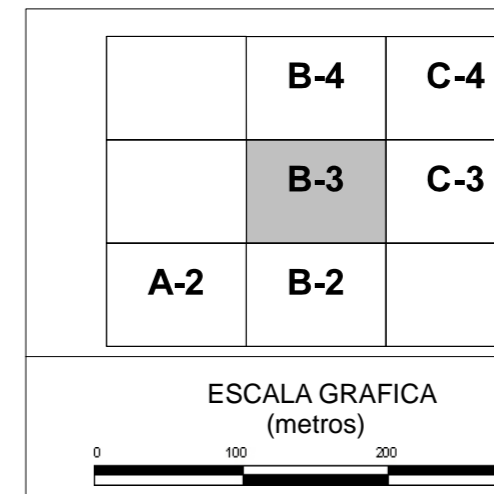 B-4 C-4
B-3 C-3
A-2 B-2
ESCALA GRAFICA
(metros)
0 100 200